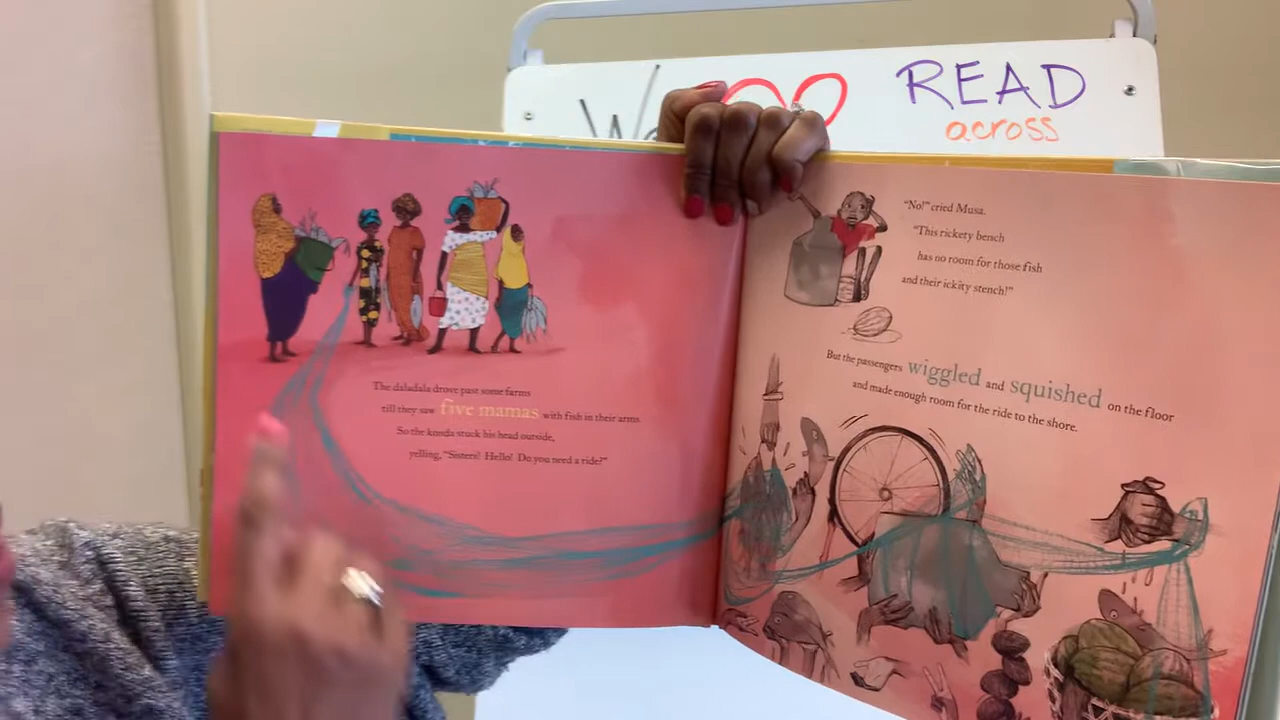 READ
across
The daladala drove past some farms
till they saw five mamas with fish in their arms.
So the konda stuck his head outside,
yelling, "Sisters! Hello! Do you need a ride?"
"No!" cried Musa.
"This rickety bench
has no room for those fish
and their ickity stench!"
But the passengers wiggled and squished on the floor
and made enough room for the ride to the shore.